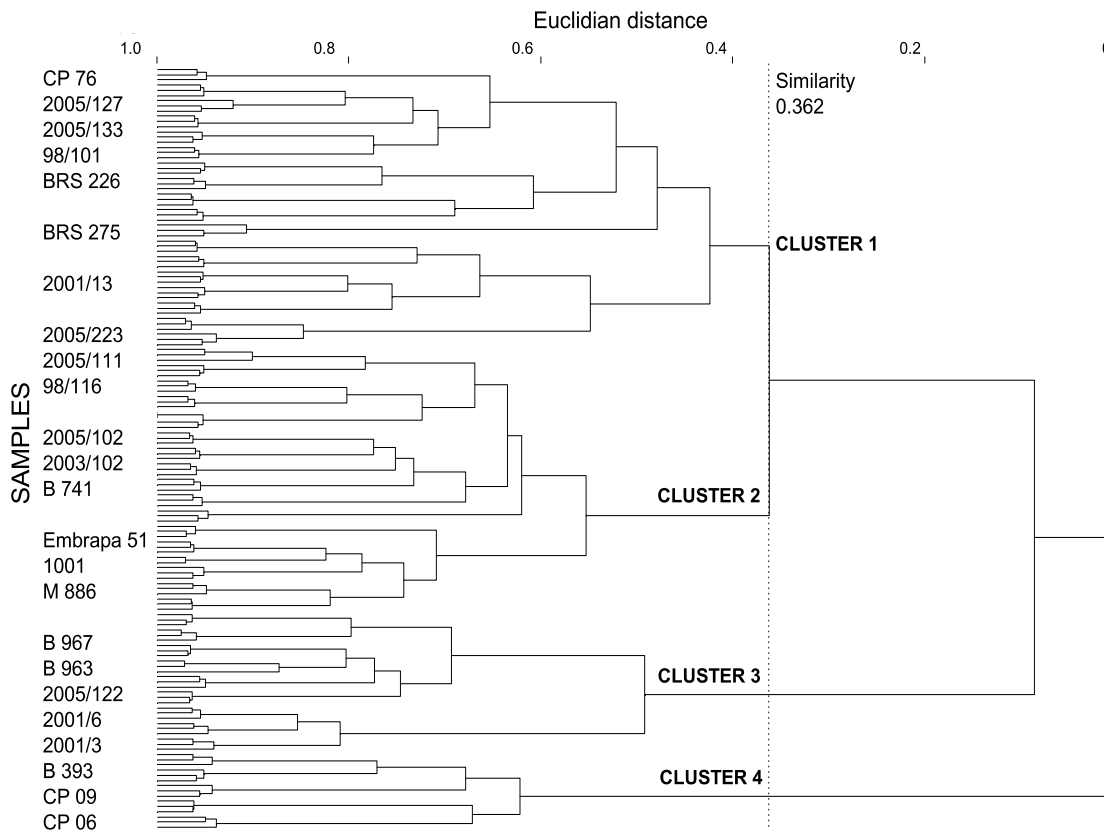 Euclidian distance
1.0 0.8 0.6 0.4 0.2
Similarity
0.362
CP 76
2005/127
2005/133
98/101
BRS 226
BRS 275
CLUSTER 1
2001/13
2005/223
2005/111
98/116
SAMPLES
2005/102
2003/102
B 741
CLUSTER 2
Embrapa 51
1001
M 886
B 967
B 963
CLUSTER 3
2005/122
2001/6
2001/3
B 393
CLUSTER 4
CP 09
CP 06